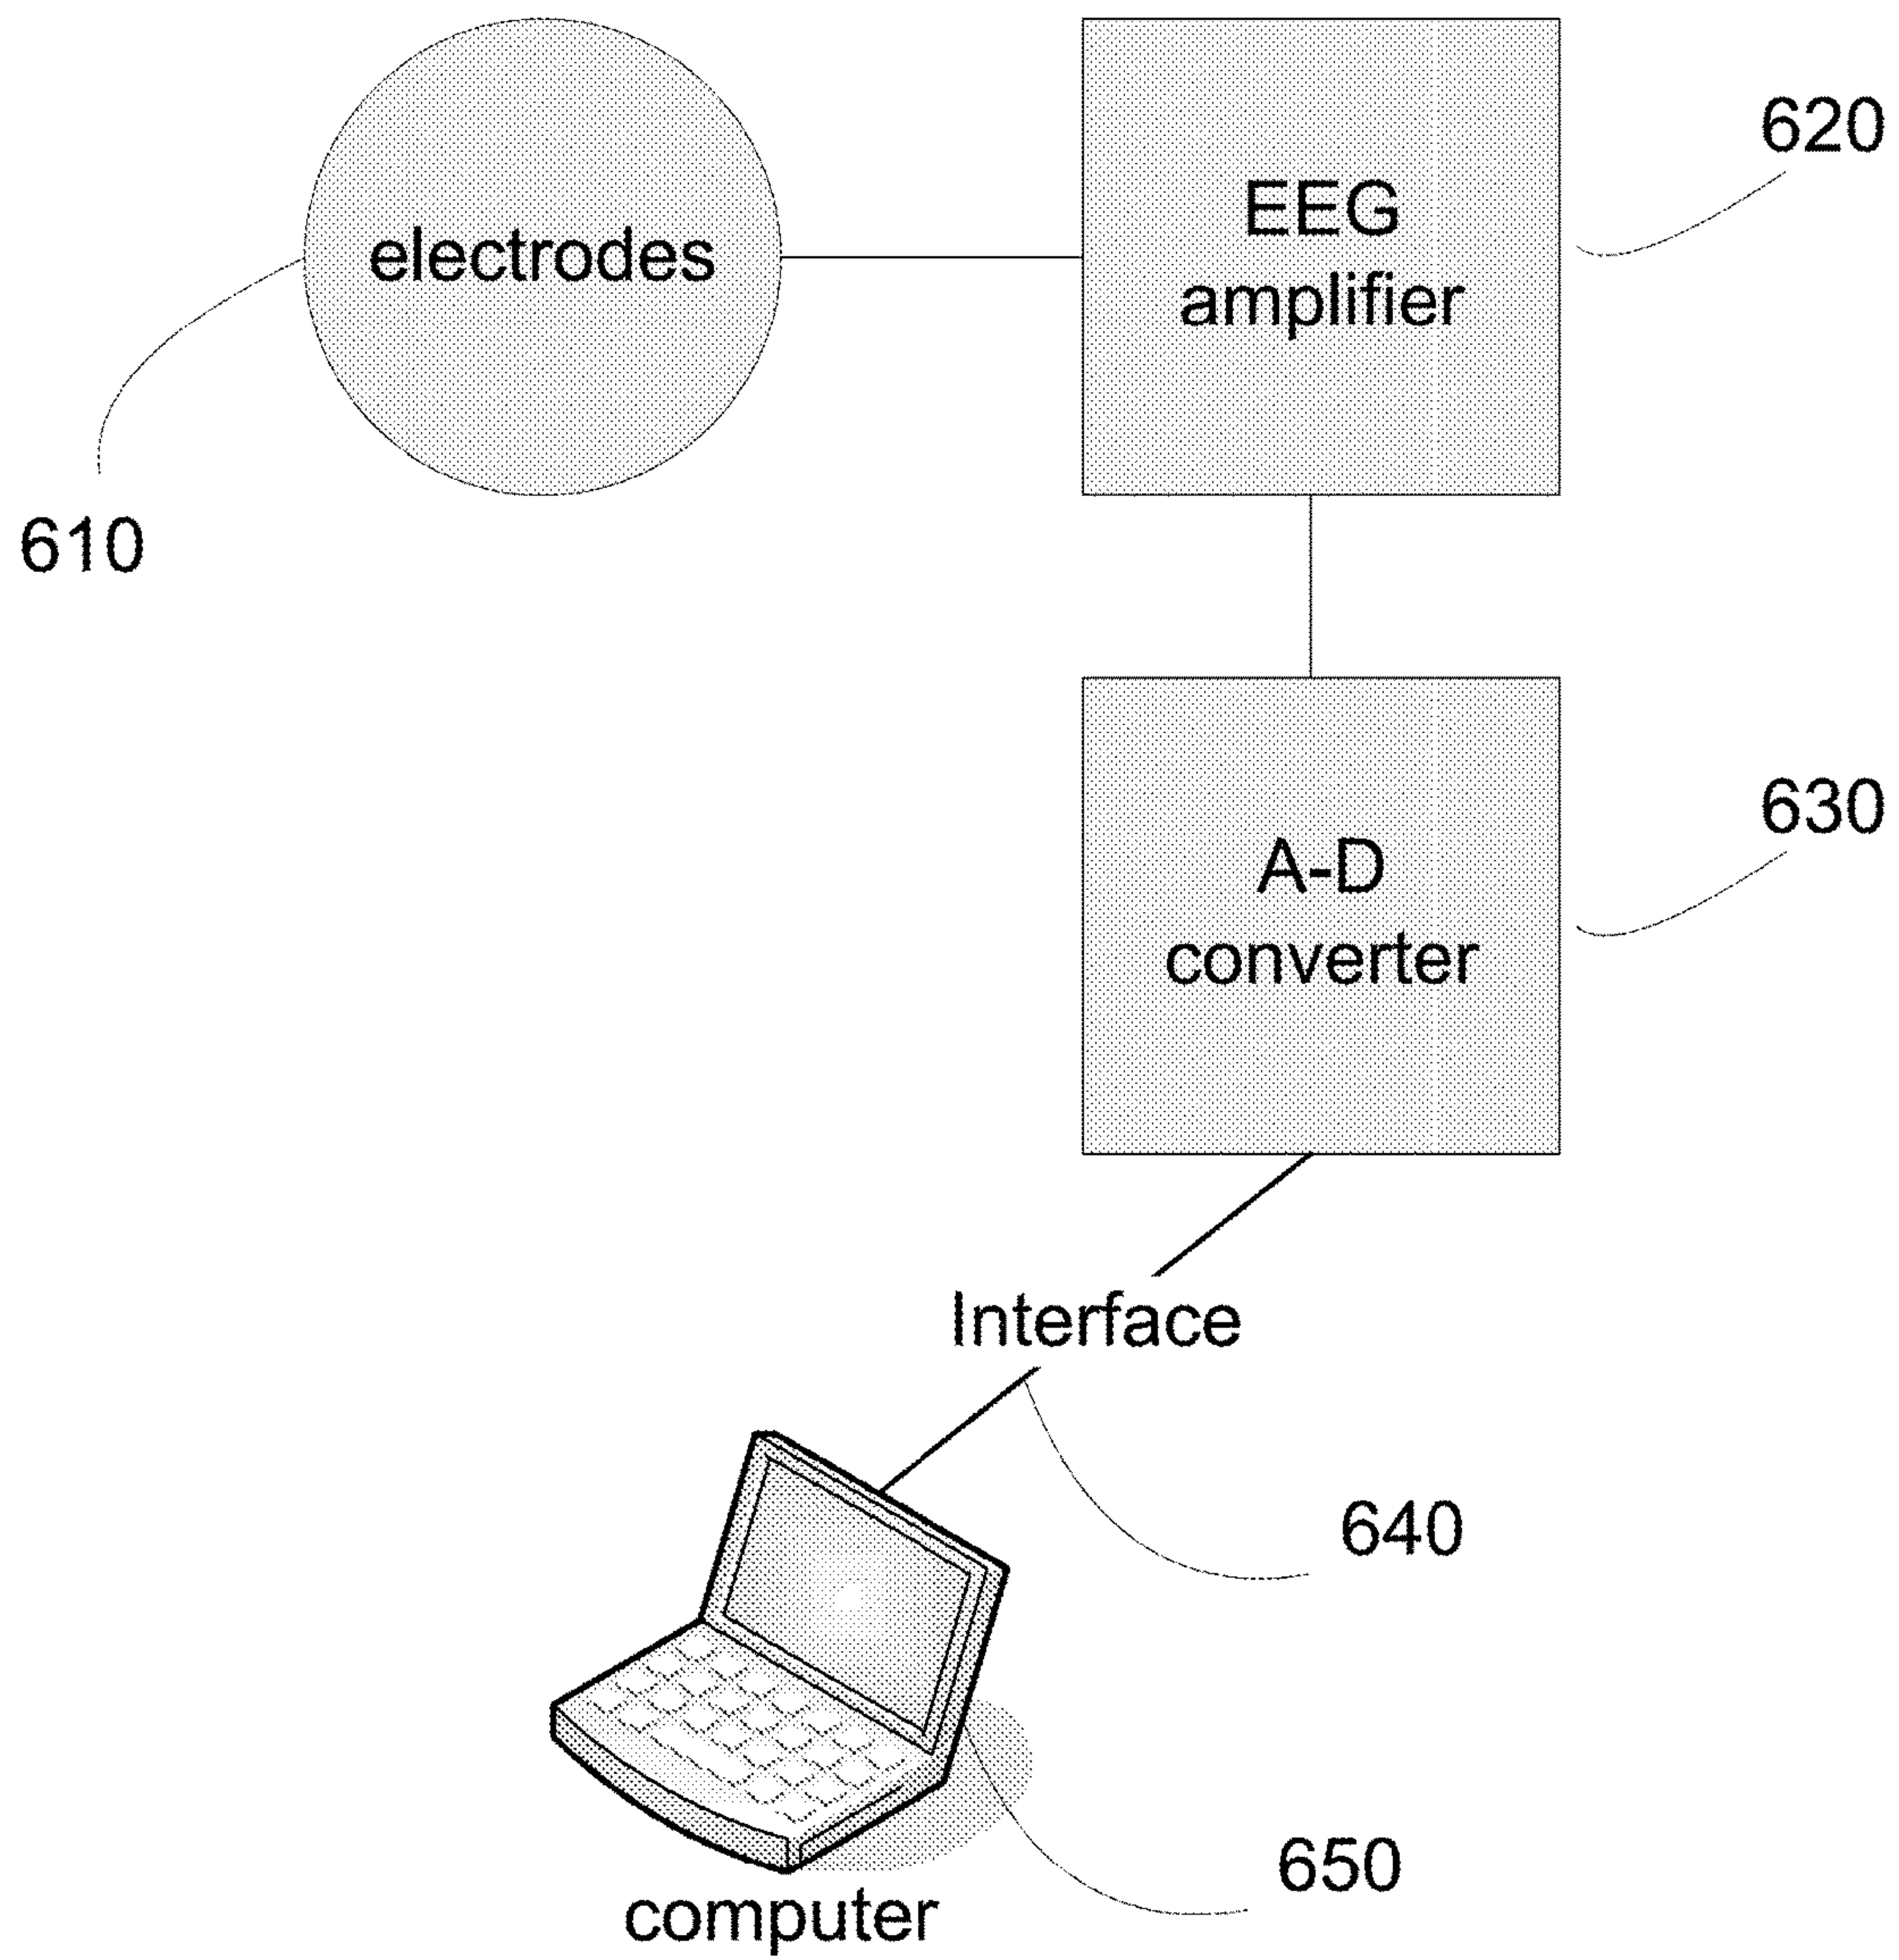 electrodes
EEG
amplifier
620
610
A-D
converter
630
Interface
640
650
computer